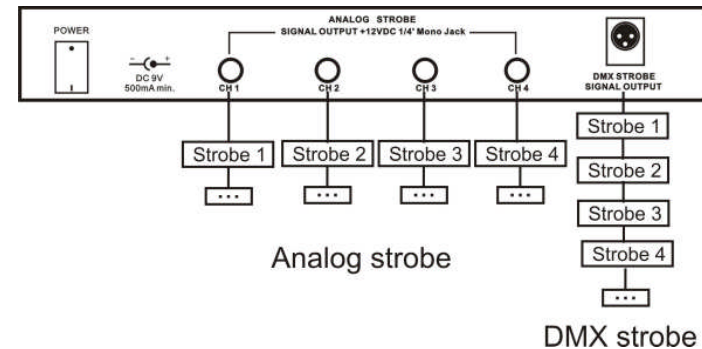 ANALOG STROBE
SIGNAL OUTPUT +12VDC 1/4' Mono Jack
POWER
- +
DC 9V
500mA min.
CH 1
CH 2
CH 3
CH 4
DMX STROBE
SIGNAL OUTPUT
Strobe 1
Strobe 2
Strobe 3
Strobe 4
...
...
...
...
Analog strobe
Strobe 1
Strobe 2
Strobe 3
Strobe 4
...
DMX strobe